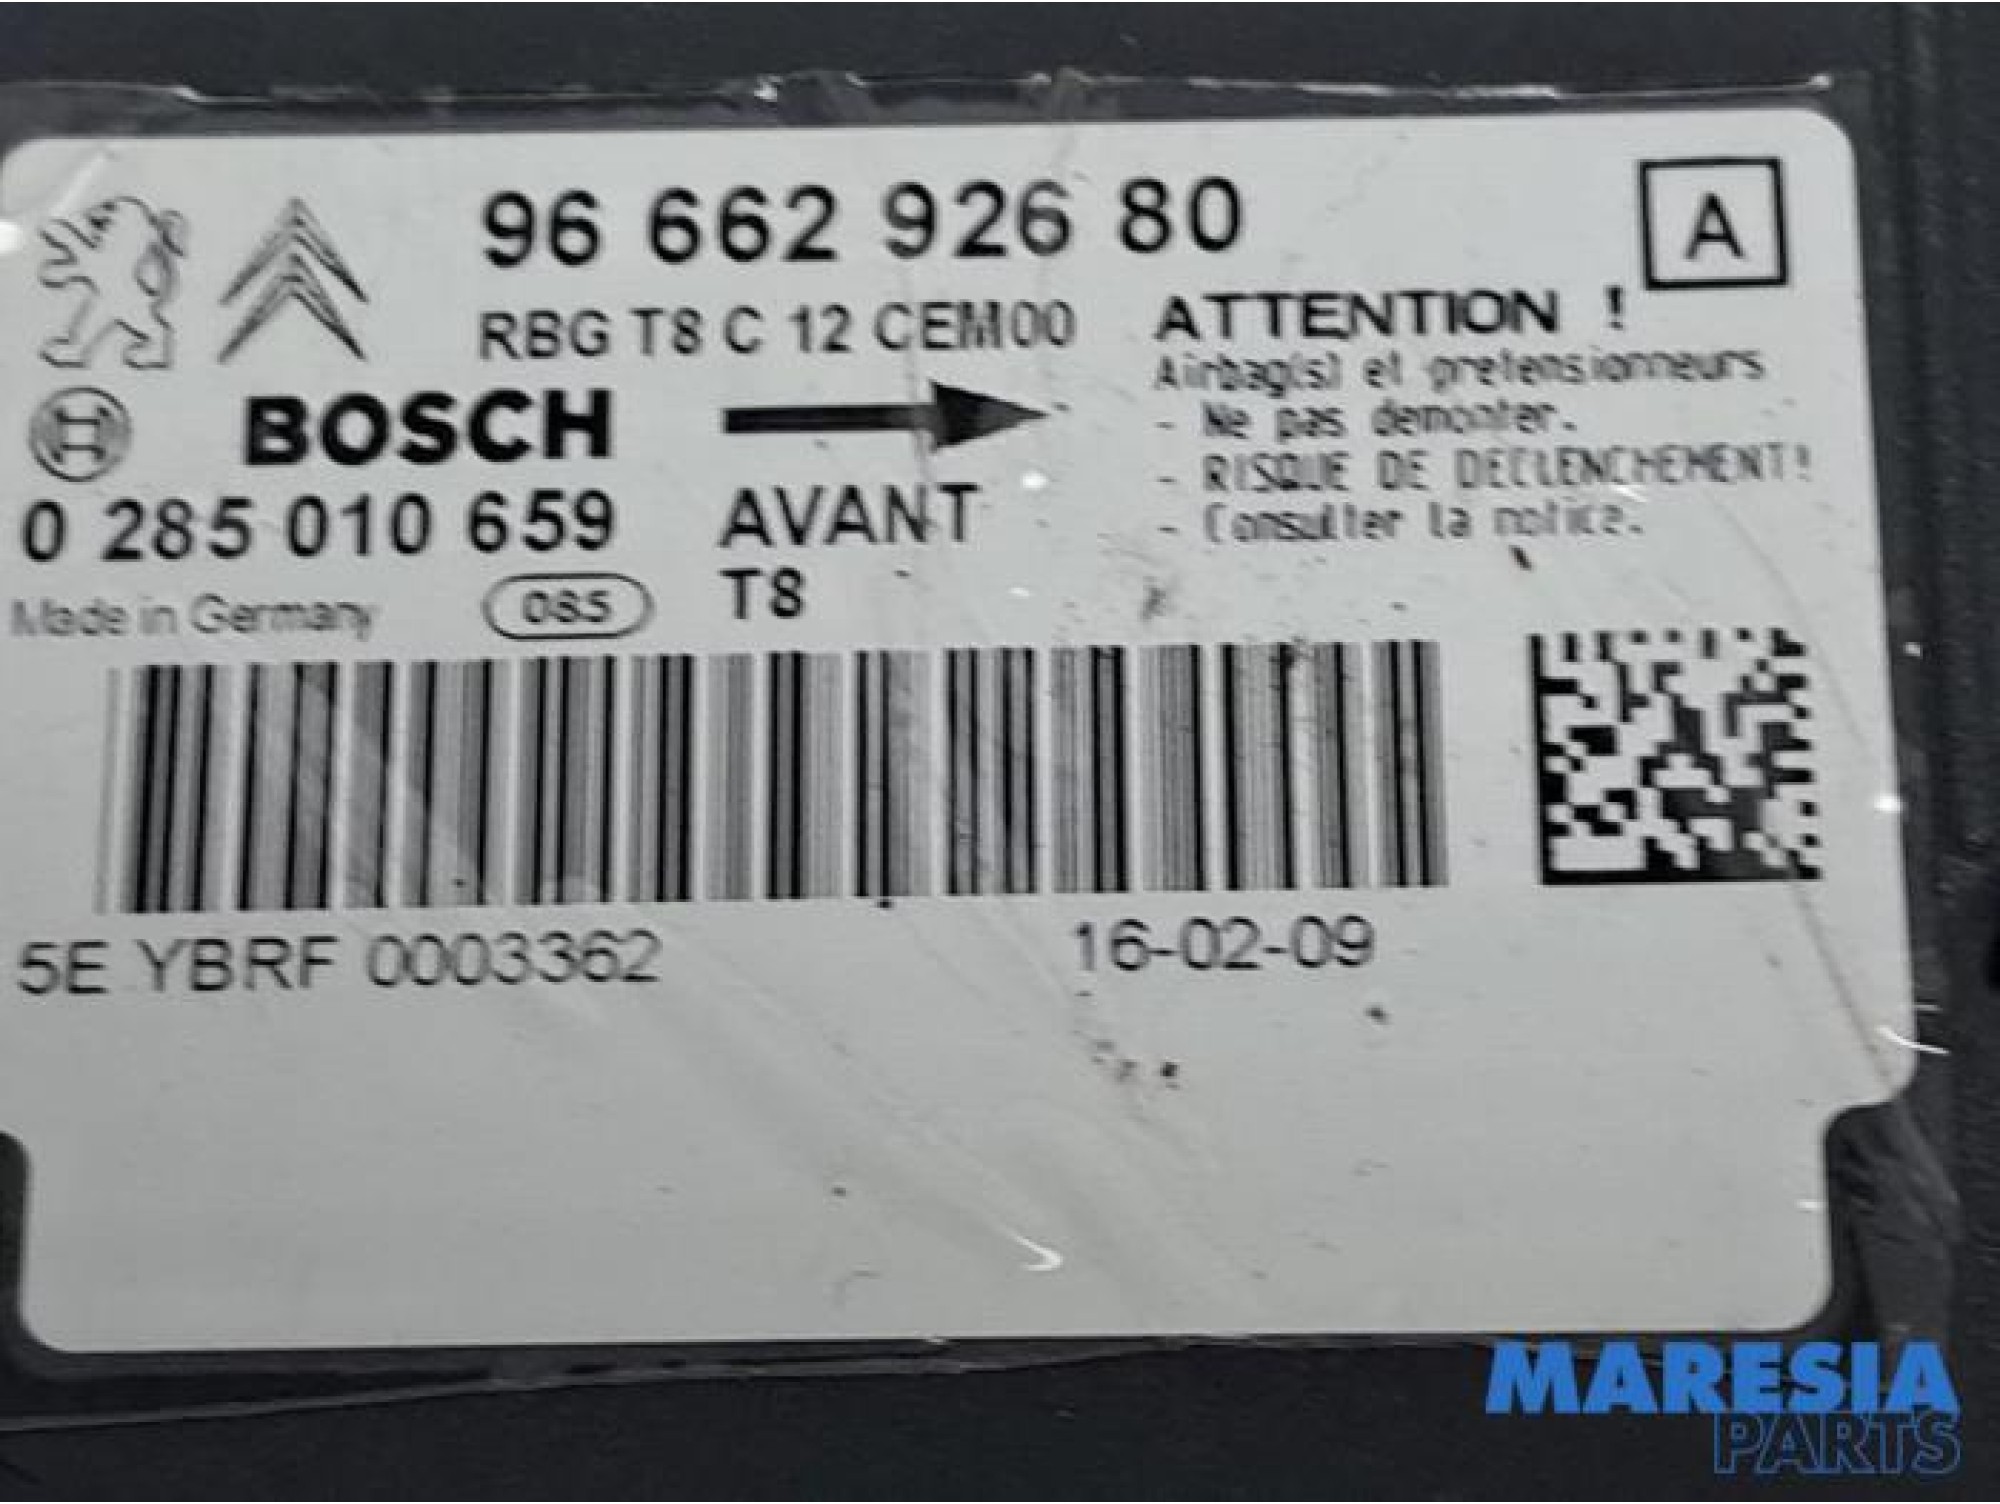 96 662 926 80
A
RBG T8 C 12 CEM00
ATTENTION !
Airbag(s) et pretensionneurs
- Ne pas demonter.
- RISQUE DE DECLENCHEMENT!
- Consulter la notice.
BOSCH
0 285 010 659
AVANT
Made in Germany
085
T8
5E YBRF 0003362
16-02-09
MARESIA
PARTS